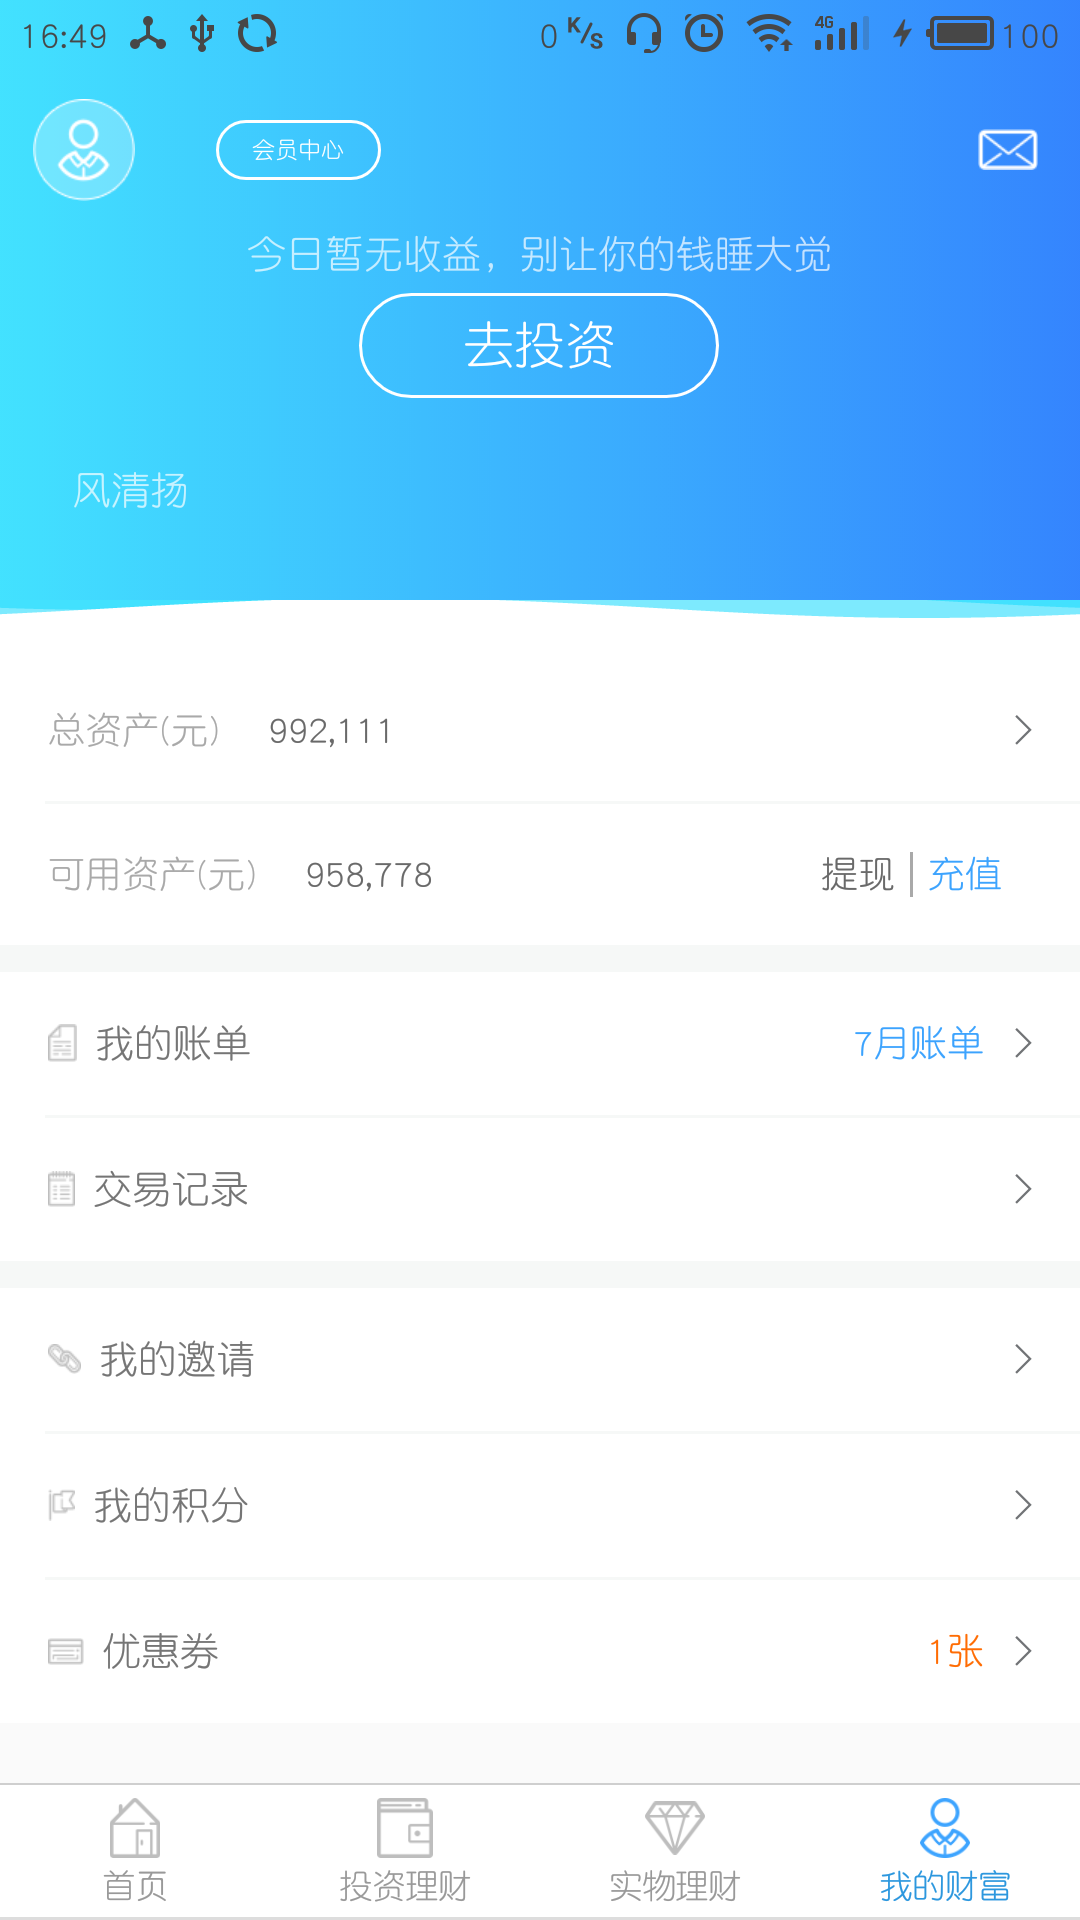 16:49 0 K/s 4G 100
会员中心
今日暂无收益，别让你的钱睡大觉
去投资
风清扬
总资产(元) 992,111
可用资产(元) 958,778 提现 充值
我的账单 7月账单
交易记录
我的邀请
我的积分
优惠券 1张
首页 投资理财 实物理财 我的财富